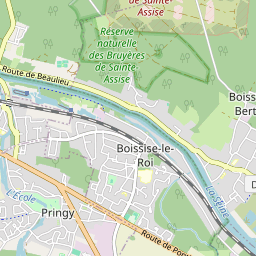 de Sainte-
Assise
Réserve
naturelle
des Bruyères
de Sainte-
Assise
Route de Beaulieu
Boiss
Bert
Boissise-le-
Roi
D
La Seine
L'École
Pringy
Route de Pon